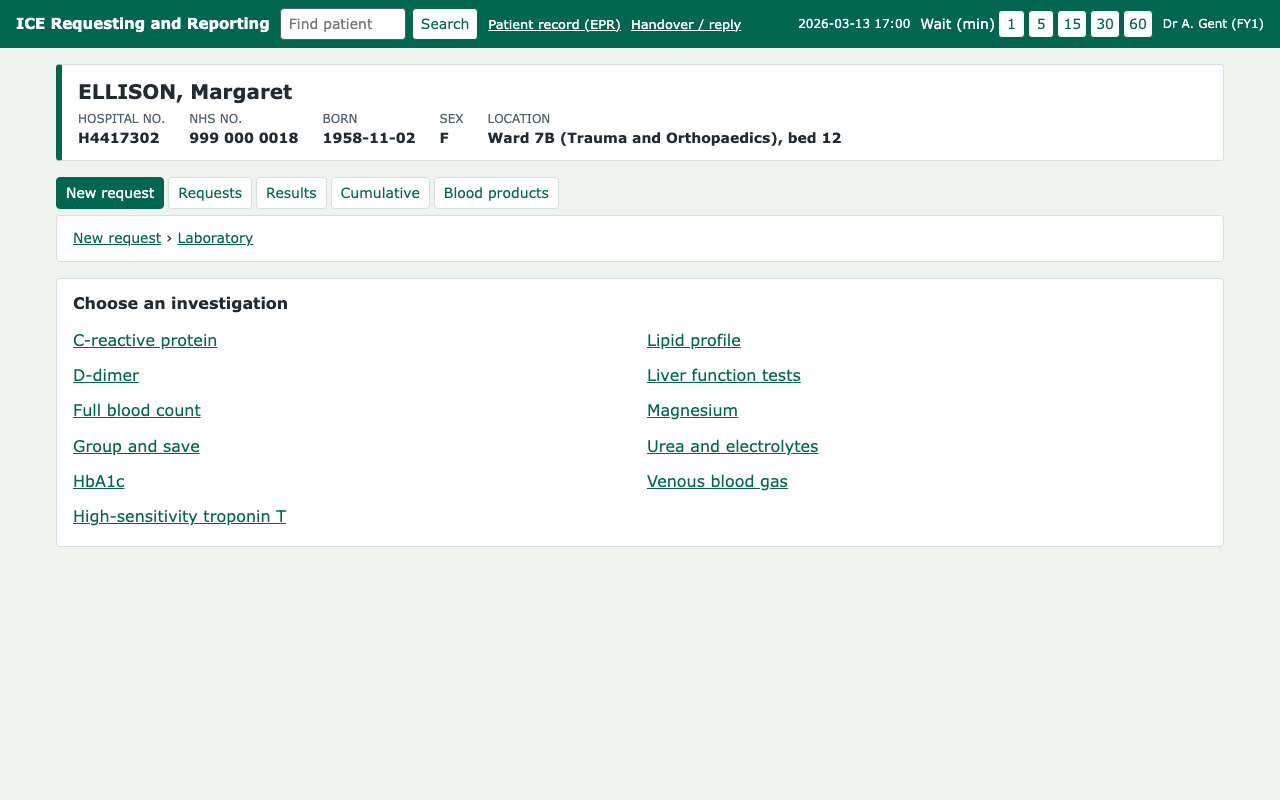 ICE Requesting and Reporting Find patient Search Patient record (EPR) Handover / reply 2026-03-13 17:00 Wait (min) 1 5 15 30 60 Dr A. Gent (FY1)
ELLISON, Margaret
HOSPITAL NO. NHS NO. BORN SEX LOCATION
H4417302 999 000 0018 1958-11-02 F Ward 7B (Trauma and Orthopaedics), bed 12
New request Requests Results Cumulative Blood products
New request › Laboratory
Choose an investigation
C-reactive protein
D-dimer
Full blood count
Group and save
HbA1c
High-sensitivity troponin T
Lipid profile
Liver function tests
Magnesium
Urea and electrolytes
Venous blood gas